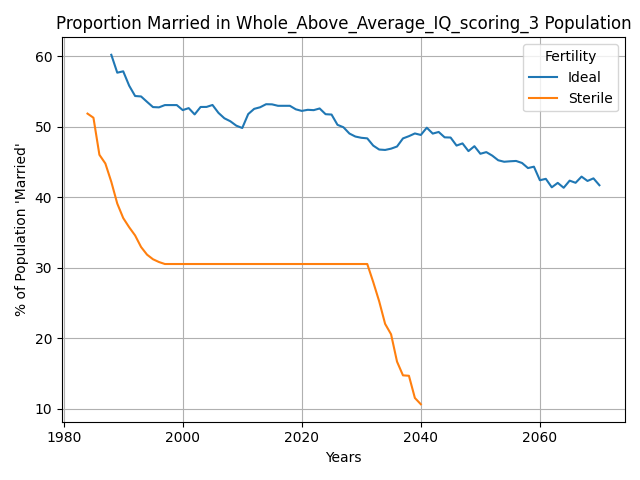 Proportion Married in Whole_Above_Average_IQ_scoring_3 Population
% of Population 'Married'
60
50
40
30
20
10
Fertility
Ideal
Sterile
1980
2000
2020
2040
2060
Years